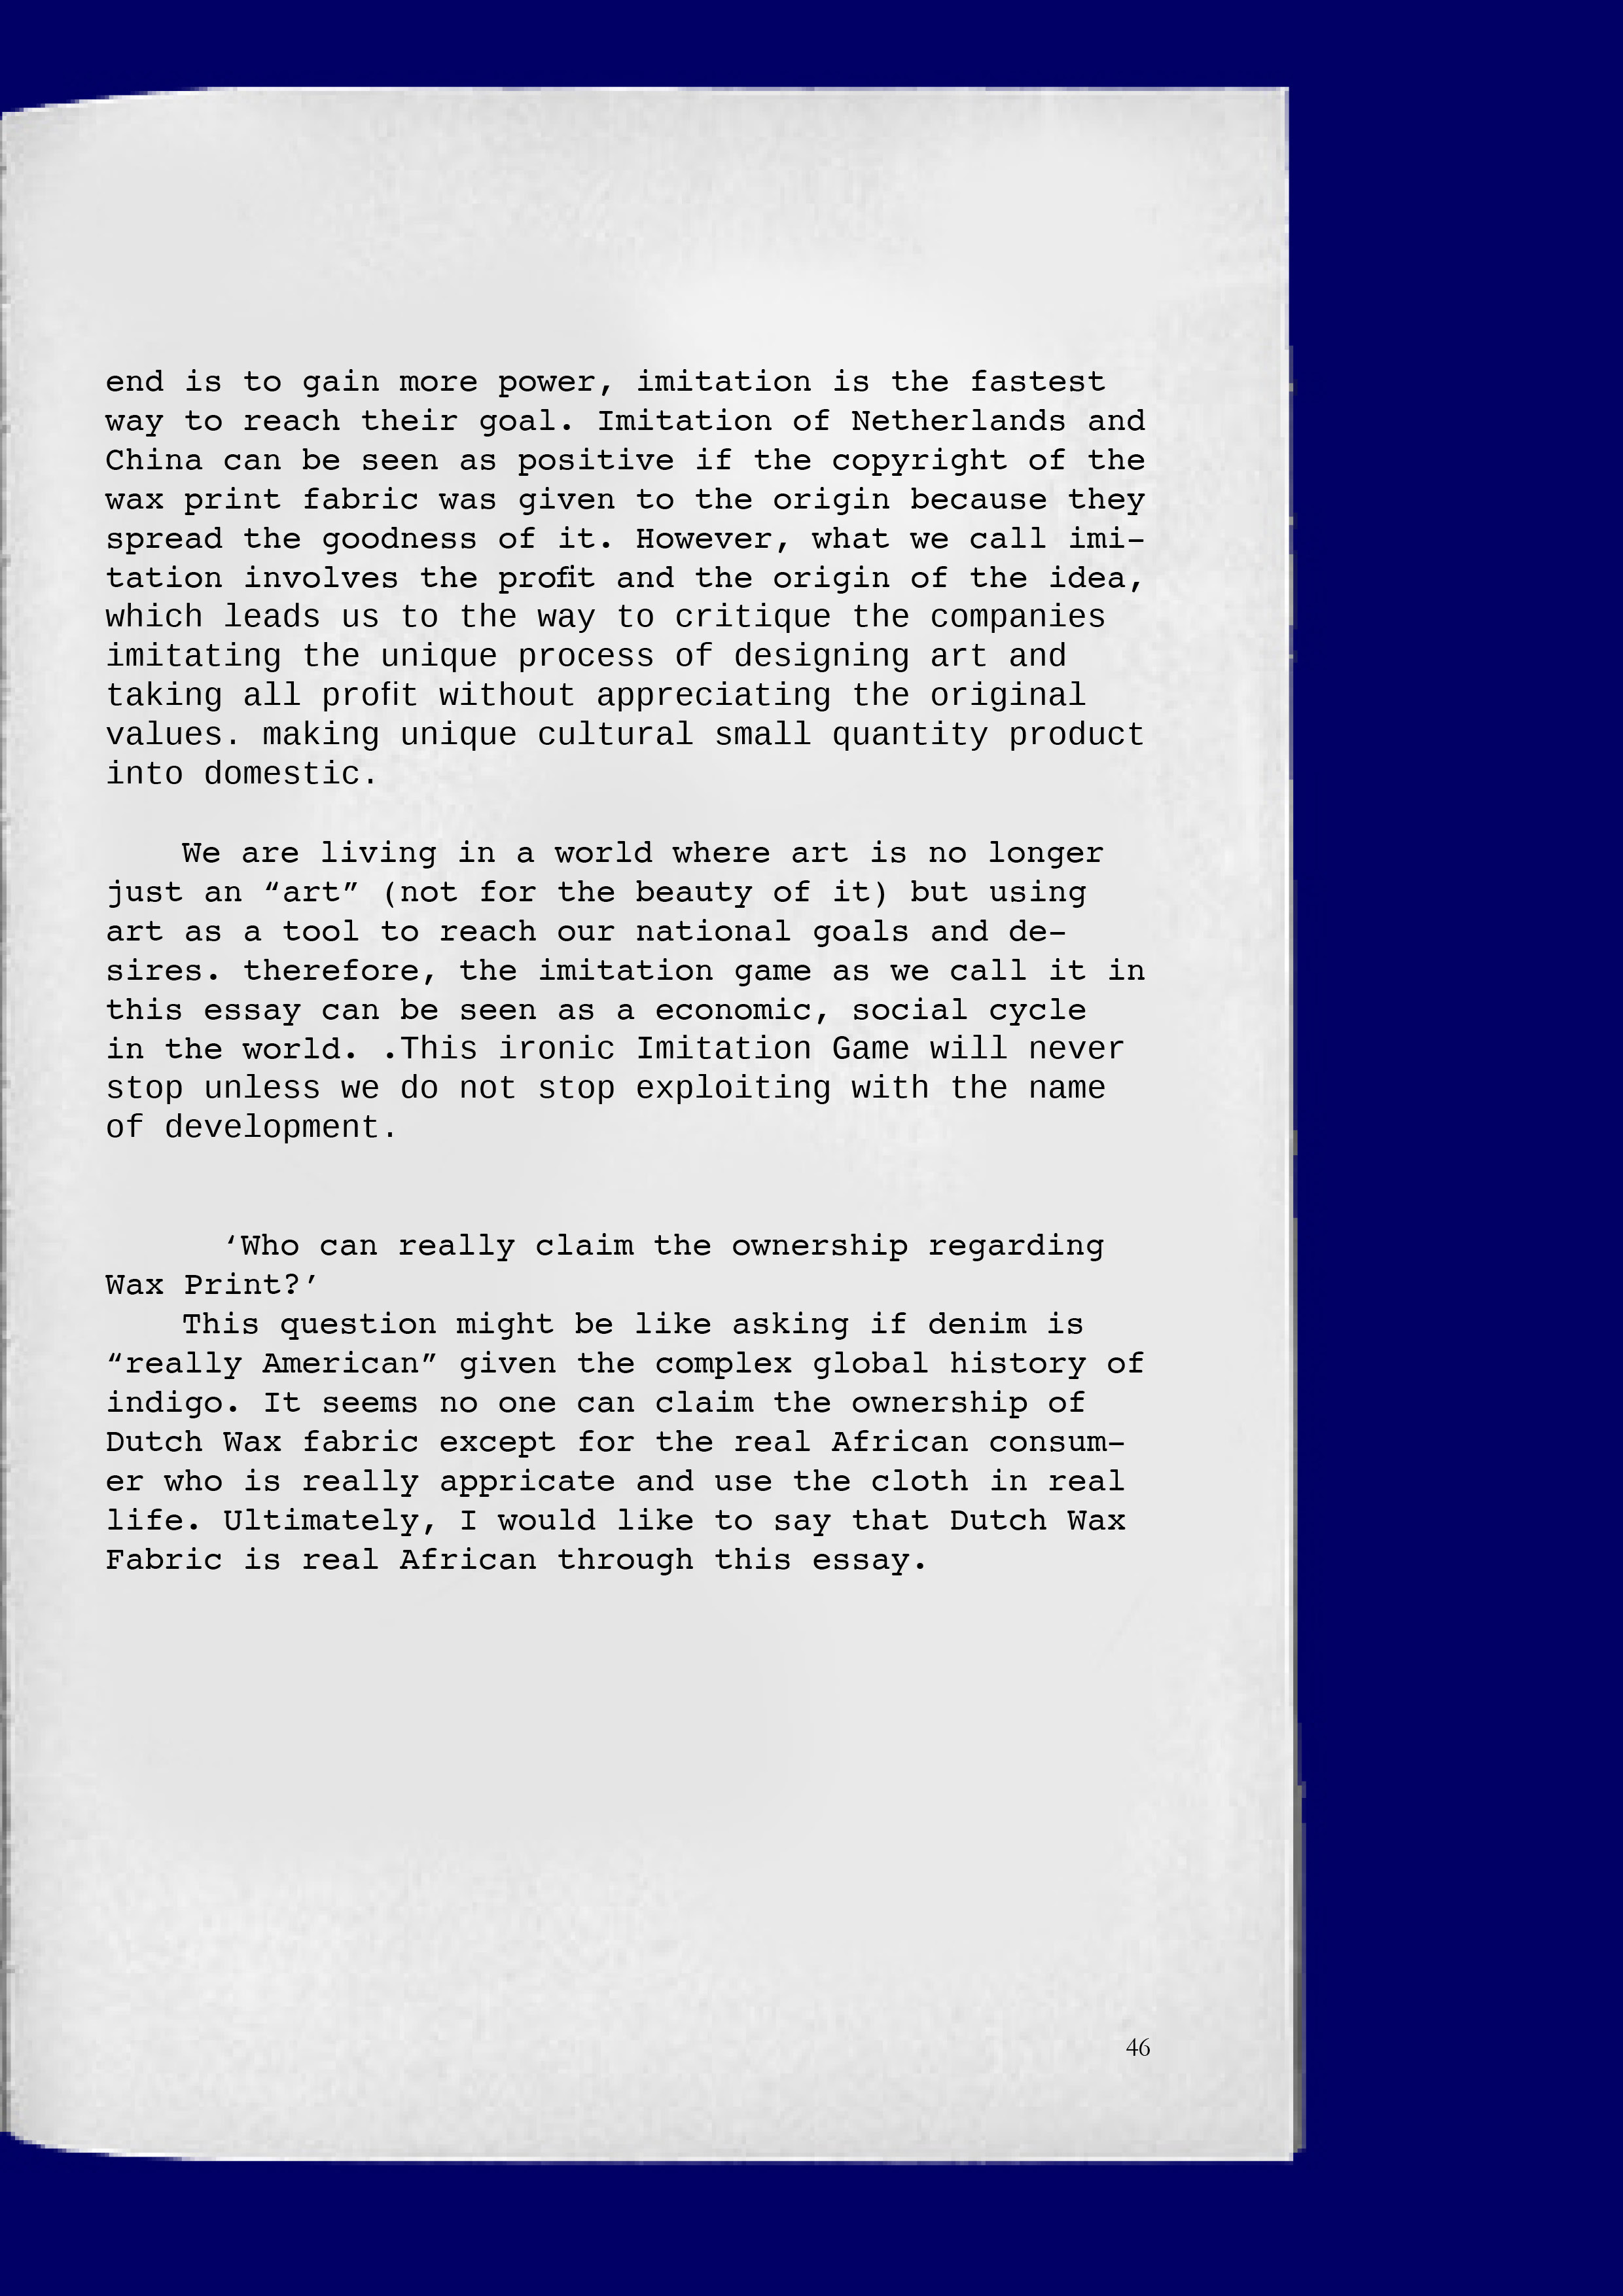 end is to gain more power, imitation is the fastest
way to reach their goal. Imitation of Netherlands and
China can be seen as positive if the copyright of the
wax print fabric was given to the origin because they
spread the goodness of it. However, what we call imi-
tation involves the profit and the origin of the idea,
which leads us to the way to critique the companies
imitating the unique process of designing art and
taking all profit without appreciating the original
values. making unique cultural small quantity product
into domestic.
We are living in a world where art is no longer
just an “art” (not for the beauty of it) but using
art as a tool to reach our national goals and de-
sires. therefore, the imitation game as we call it in
this essay can be seen as a economic, social cycle
in the world. .This ironic Imitation Game will never
stop unless we do not stop exploiting with the name
of development.
‘Who can really claim the ownership regarding
Wax Print?’
This question might be like asking if denim is
“really American” given the complex global history of
indigo. It seems no one can claim the ownership of
Dutch Wax fabric except for the real African consum-
er who is really appricate and use the cloth in real
life. Ultimately, I would like to say that Dutch Wax
Fabric is real African through this essay.
46